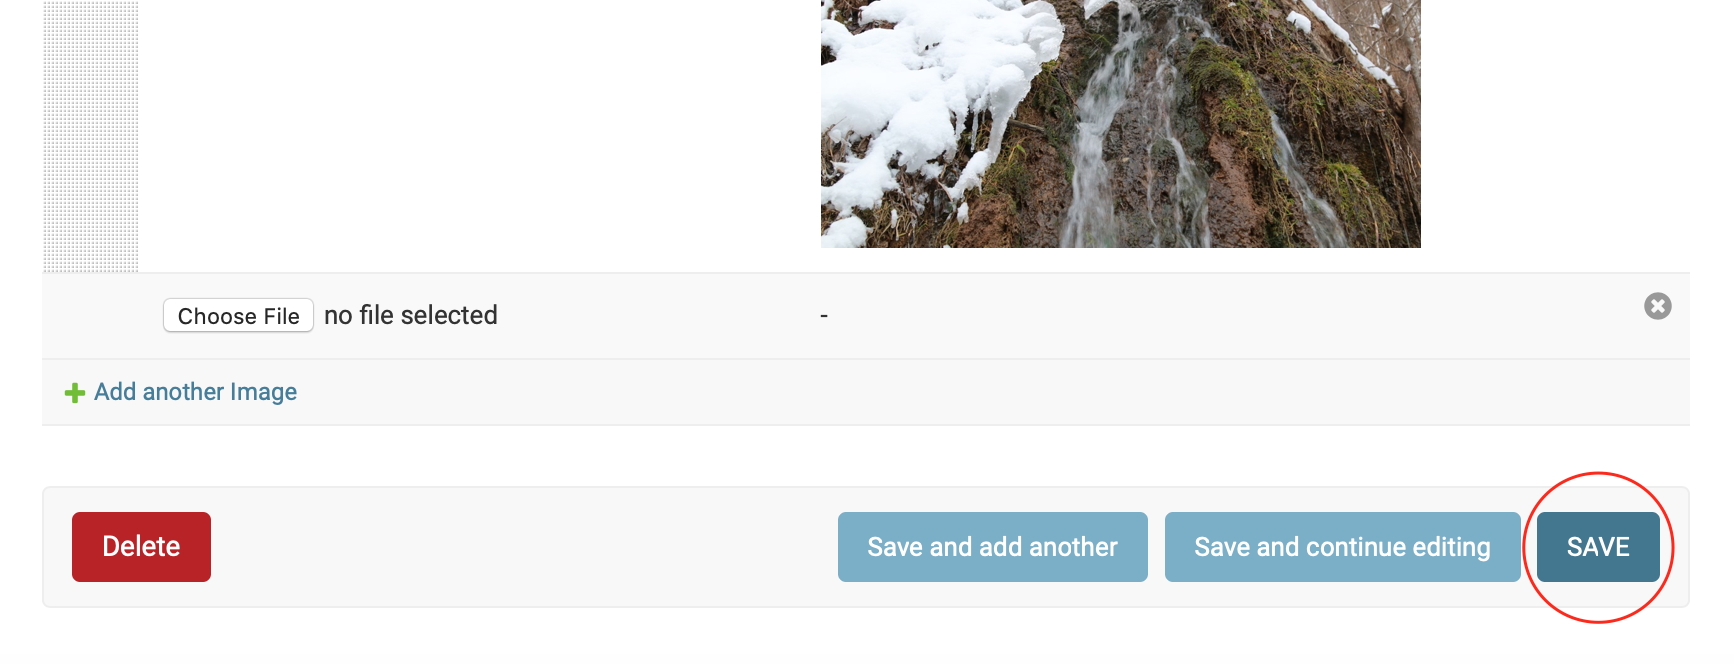 Choose File no file selected
-
Add another Image
Delete
Save and add another
Save and continue editing
SAVE